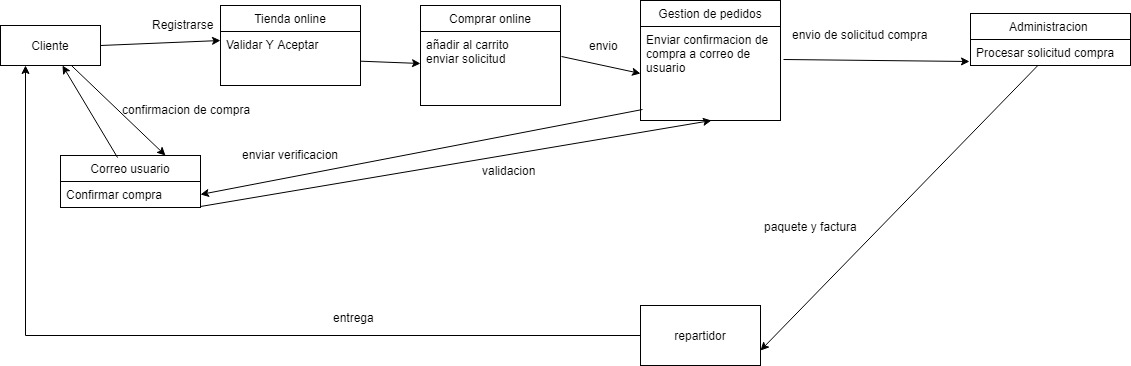 Cliente
Registrarse
Tienda online
Validar Y Aceptar
Comprar online
añadir al carrito
enviar solicitud
envio
Gestion de pedidos
Enviar confirmacion de
compra a correo de
usuario
envio de solicitud compra
Administracion
Procesar solicitud compra
confirmacion de compra
Correo usuario
Confirmar compra
enviar verificacion
validacion
paquete y factura
entrega
repartidor